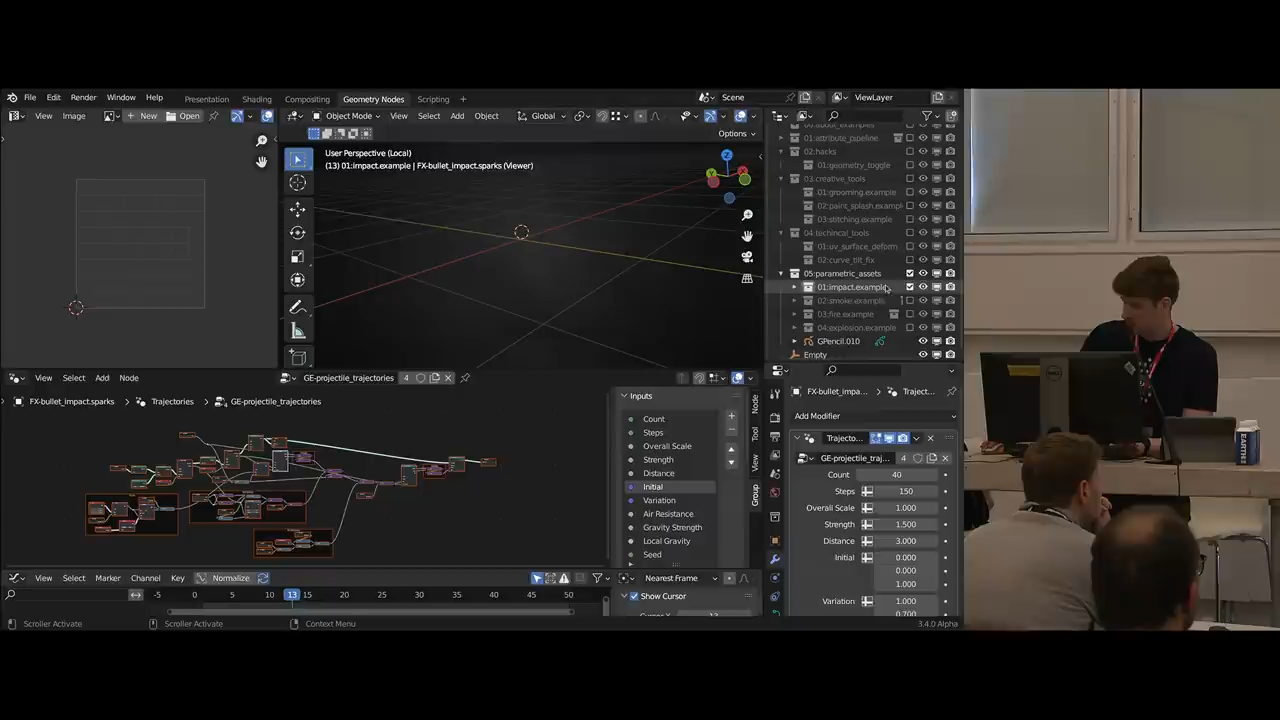 File Edit Render Window Help Presentation Shading Compositing Geometry Nodes Scripting + Scene ViewLayer
View Image New Open
Object Mode View Select Add Object Global
Options
User Perspective (Local)
(13) 01:impact.example | FX-bullet_impact.sparks (Viewer)
Z
Y
01:attribute_pipeline
02:hacks
01:geometry_toggle
03:creative_tools
01:grooming.example
02:paint_splash.example
03:stitching.example
04:techincal_tools
01:uv_surface_deform
02:curve_tilt_fix
05:parametric_assets
01:impact.example
02:smoke.example
03:fire.example
04:explosion.example
GPencil.010
Empty
View Select Add Node GE-projectile_trajectories 4
FX-bullet_impact.sparks > Trajectories > GE-projectile_trajectories
Inputs
Count
Steps
Overall Scale
Strength
Distance
Initial
Variation
Air Resistance
Gravity Strength
Local Gravity
Seed
Node
Tool
View
Group
FX-bullet_impa... > Traject...
Add Modifier
Trajecto...
GE-projectile_traj... 4
Count 40
Steps 150
Overall Scale 1.000
Strength 1.500
Distance 3.000
Initial 0.000
0.000
1.000
Variation 1.000
0.700
View Select Marker Channel Key Normalize Nearest Frame
-5 0 5 10 13 15 20 25 30 35 40 45 50
Show Cursor
Scroller Activate Scroller Activate Context Menu 3.4.0 Alpha
DELL